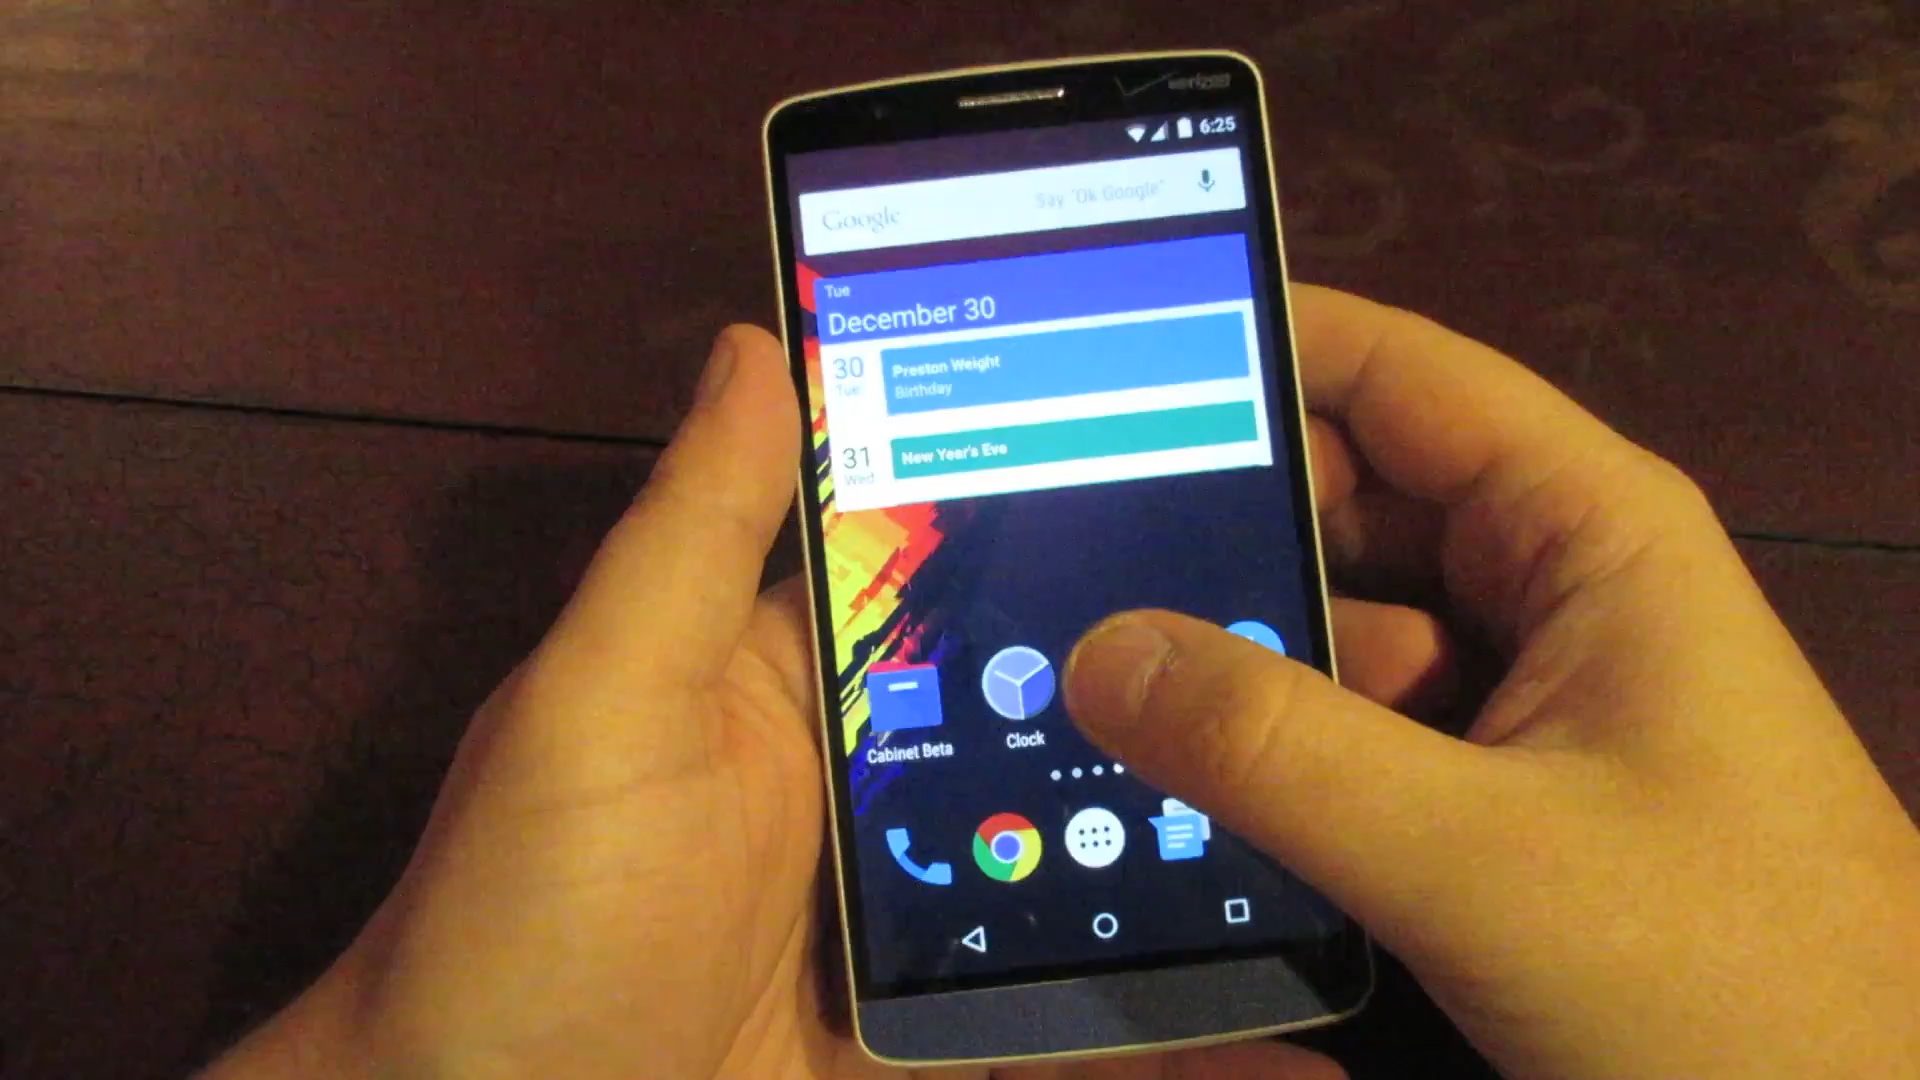 verizon
6:25
Google
Say "Ok Google"
Tue
December 30
30
Tue
Preston Weight
Birthday
31
Wed
New Year's Eve
Cabinet Beta
Clock